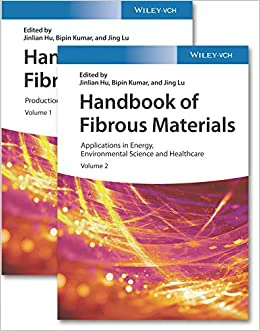 WILEY-VCH
Edited by
Jinlian Hu, Bipin Kumar, and Jing Lu
Han
Fib
Production
Volume 1
WILEY-VCH
Edited by
Jinlian Hu, Bipin Kumar, and Jing Lu
Handbook of
Fibrous Materials
Applications in Energy,
Environmental Science and Healthcare
Volume 2